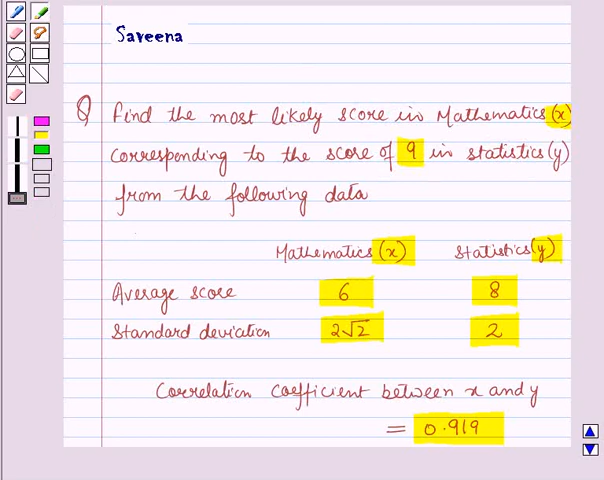 Saveena
Q Find the most likely score in Mathematics (x)
corresponding to the score of 9 in statistics (y)
from the following data
Mathematics (x) Statistics (y)
Average score 6 8
Standard deviation 2√2 2
Correlation coefficient between x and y
= 0.919